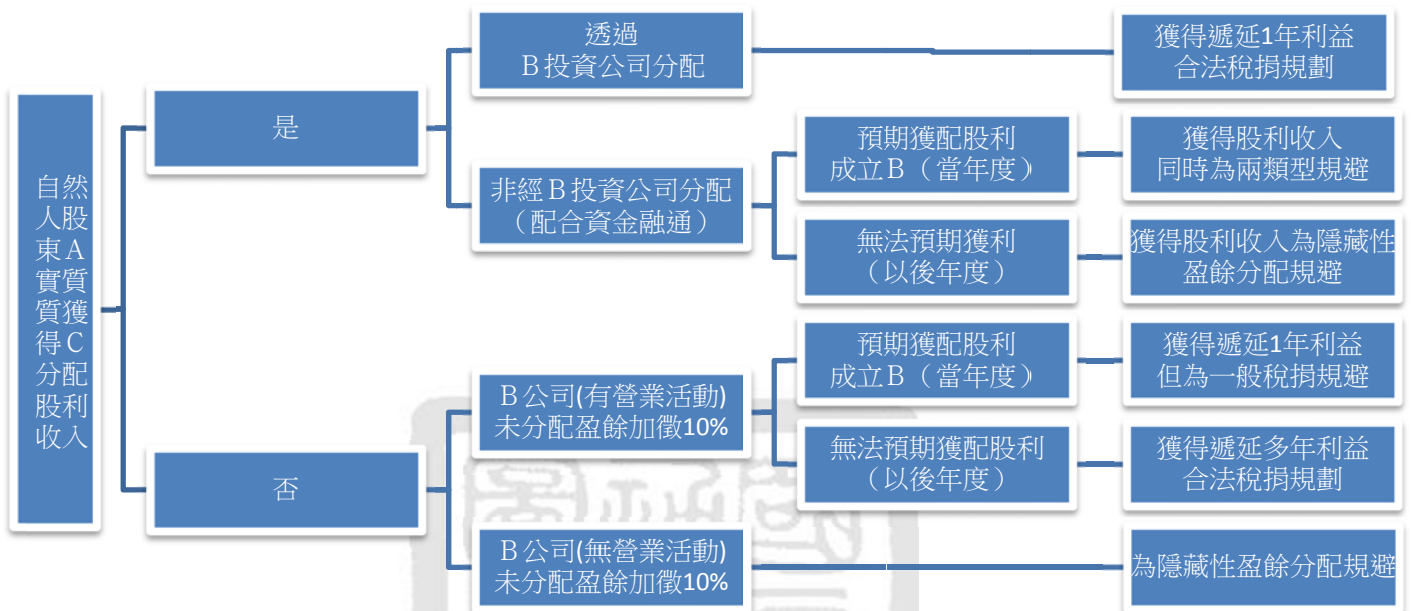 自然人股東A實質獲得C分配股利收入
是
透過
B投資公司分配
獲得遞延1年利益
合法稅捐規劃
非經B投資公司分配
（配合資金融通）
預期獲配股利
成立B（當年度）
獲得股利收入
同時為兩類型規避
無法預期獲利
（以後年度）
獲得股利收入為隱藏性
盈餘分配規避
否
B公司(有營業活動)
未分配盈餘加徵10%
預期獲配股利
成立B（當年度）
獲得遞延1年利益
但為一般稅捐規避
無法預期獲配股利
（以後年度）
獲得遞延多年利益
合法稅捐規劃
B公司(無營業活動)
未分配盈餘加徵10%
為隱藏性盈餘分配規避